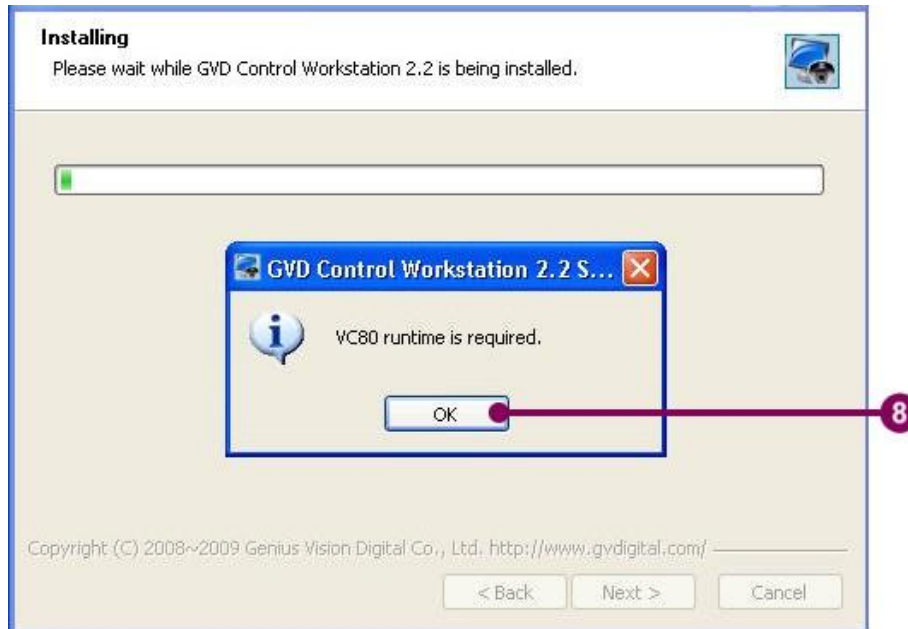 Installing
Please wait while GVD Control Workstation 2.2 is being installed.
GVD Control Workstation 2.2 S...
VC80 runtime is required.
OK
8
Copyright (C) 2008~2009 Genius Vision Digital Co., Ltd. http://www.gvdigital.com/
< Back Next > Cancel